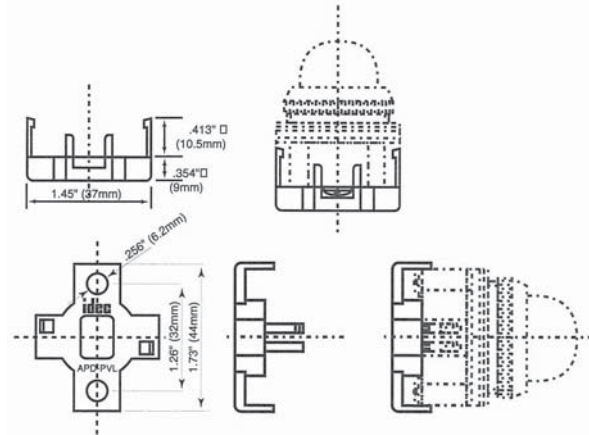 .413" □
(10.5mm)
.354"□
(9mm)
1.45" (37mm)
.256" (6.2mm)
idec
1.26" (32mm)
1.73" (44mm)
APD-PVL